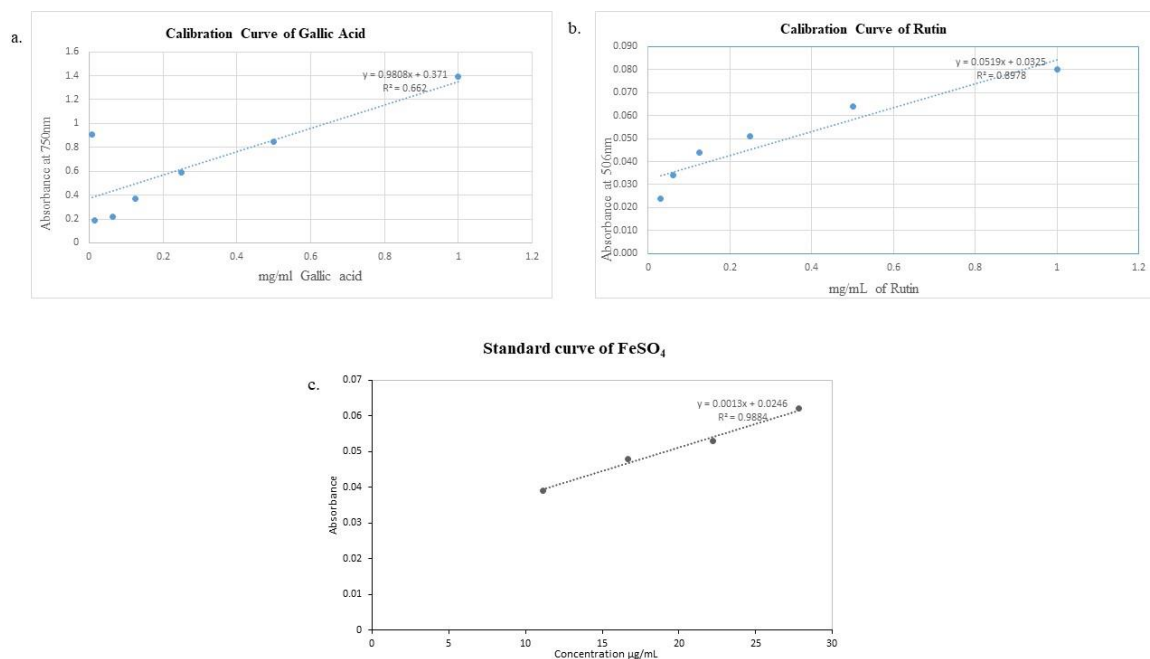 a.
Calibration Curve of Gallic Acid
1.6
1.4
1.2
1
0.8
0.6
0.4
0.2
0
Absorbance at 750nm
y = 0.9808x + 0.371
R² = 0.662
0 0.2 0.4 0.6 0.8 1 1.2
mg/ml Gallic acid
b.
Calibration Curve of Rutin
0.090
0.080
0.070
0.060
0.050
0.040
0.030
0.020
0.010
0.000
Absorbance at 506nm
y = 0.0519x + 0.0325
R² = 0.8978
0 0.2 0.4 0.6 0.8 1 1.2
mg/mL of Rutin
Standard curve of FeSO₄
c.
0.07
0.06
0.05
0.04
0.03
0.02
0.01
0
Absorbance
y = 0.0013x + 0.0246
R² = 0.9884
0 5 10 15 20 25 30
Concentration µg/mL